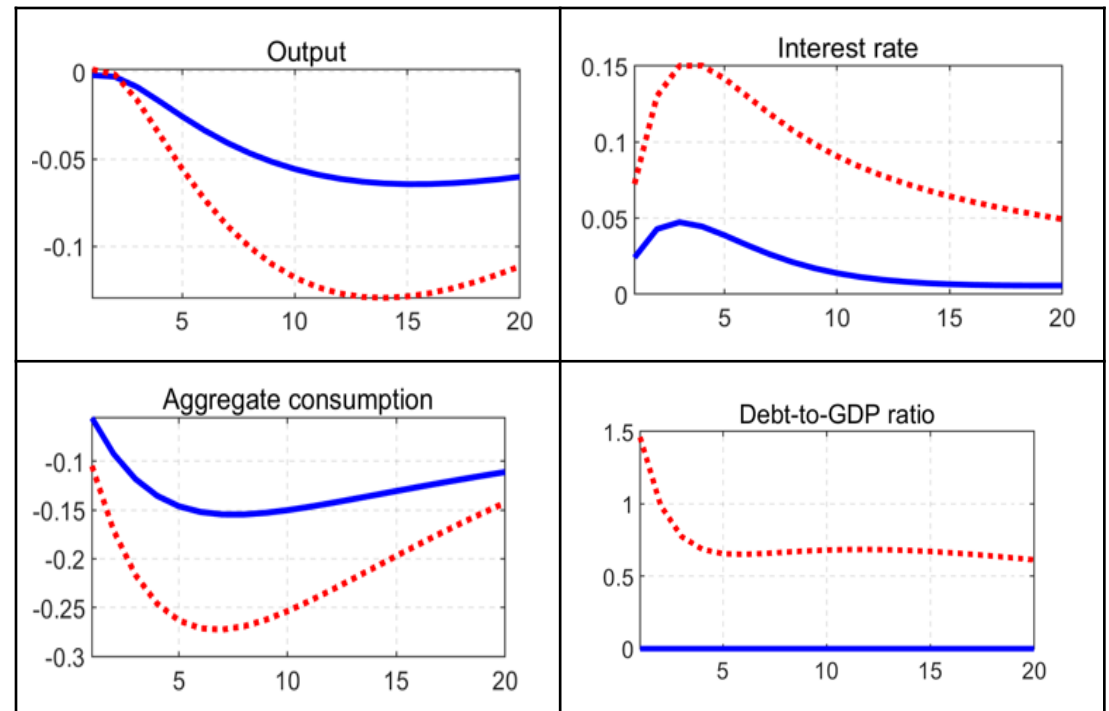 Output
0
-0.05
-0.1
5 10 15 20
Interest rate
0.15
0.1
0.05
0
5 10 15 20
Aggregate consumption
-0.1
-0.15
-0.2
-0.25
-0.3
5 10 15 20
Debt-to-GDP ratio
1.5
1
0.5
0
5 10 15 20